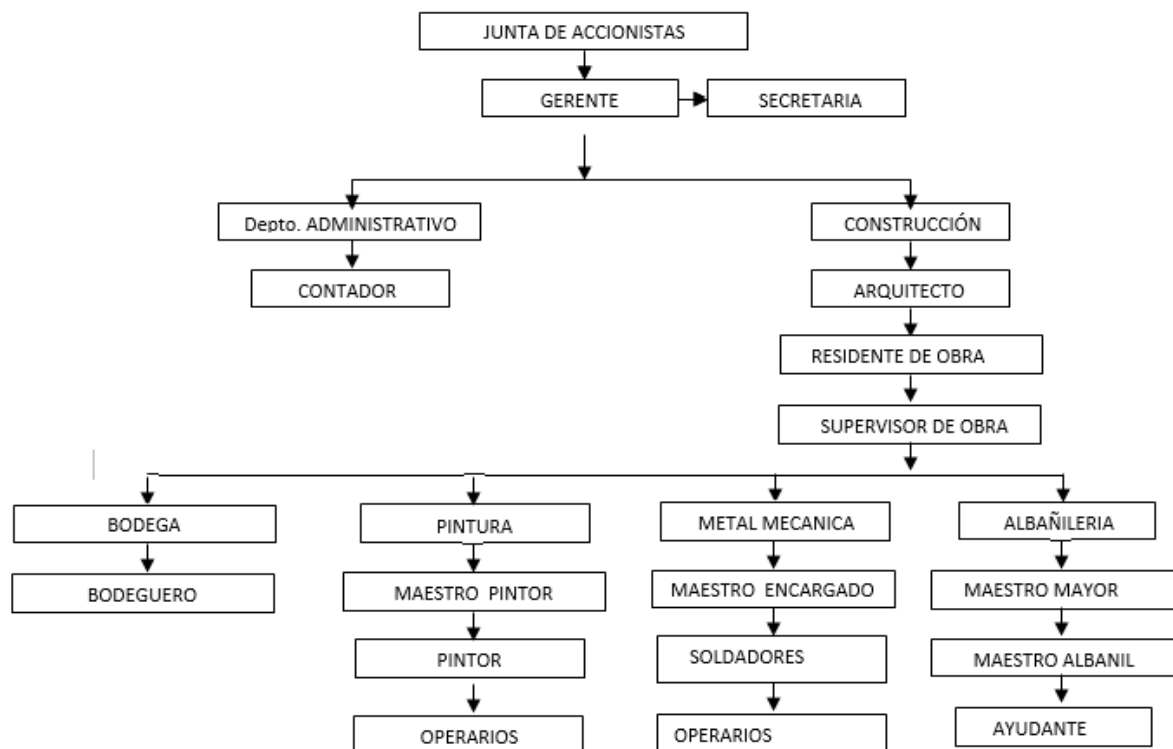 JUNTA DE ACCIONISTAS
GERENTE
SECRETARIA
Depto. ADMINISTRATIVO
CONSTRUCCIÓN
CONTADOR
ARQUITECTO
RESIDENTE DE OBRA
SUPERVISOR DE OBRA
BODEGA
PINTURA
METAL MECANICA
ALBAÑILERIA
BODEGUERO
MAESTRO PINTOR
MAESTRO ENCARGADO
MAESTRO MAYOR
PINTOR
SOLDADORES
MAESTRO ALBANIL
OPERARIOS
OPERARIOS
AYUDANTE